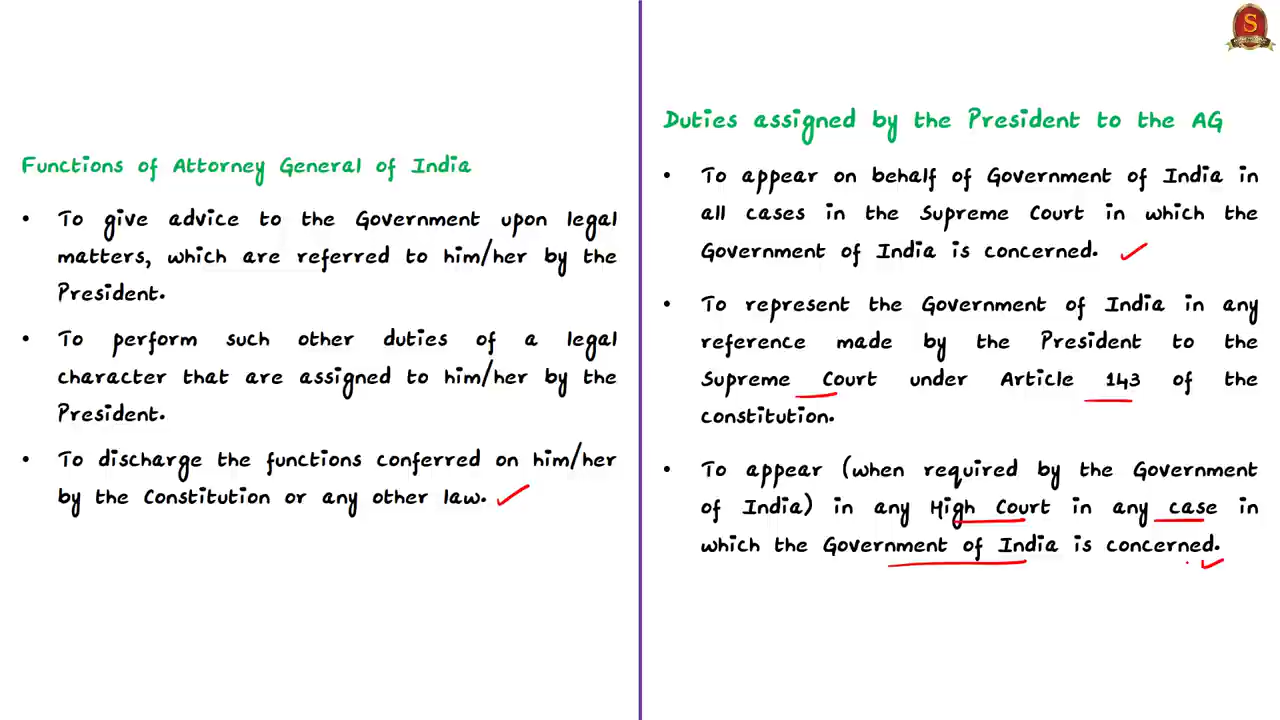 Functions of Attorney General of India
• To give advice to the Government upon legal
matters, which are referred to him/her by the
President.
• To perform such other duties of a legal
character that are assigned to him/her by the
President.
• To discharge the functions conferred on him/her
by the Constitution or any other law.
Duties assigned by the President to the AG
• To appear on behalf of Government of India in
all cases in the Supreme Court in which the
Government of India is concerned.
• To represent the Government of India in any
reference made by the President to the
Supreme Court under Article 143 of the
constitution.
• To appear (when required by the Government
of India) in any High Court in any case in
which the Government of India is concerned.
S